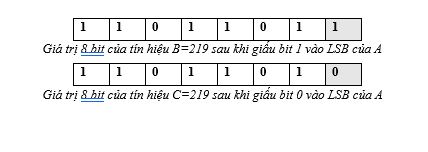 1 1 0 1 1 0 1 1
Giá trị 8 bit của tín hiệu B=219 sau khi giấu bit 1 vào LSB của A
1 1 0 1 1 0 1 0
Giá trị 8 bit của tín hiệu C=219 sau khi giấu bit 0 vào LSB của A